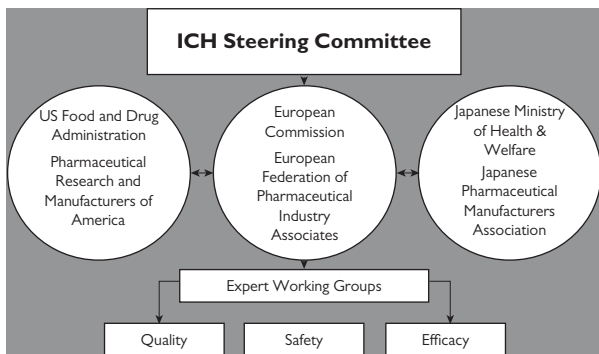 ICH Steering Committee
US Food and Drug
Administration
Pharmaceutical
Research and
Manufacturers of
America
European
Commission
European
Federation of
Pharmaceutical
Industry
Associates
Japanese Ministry
of Health &
Welfare
Japanese
Pharmaceutical
Manufacturers
Association
Expert Working Groups
Quality
Safety
Efficacy